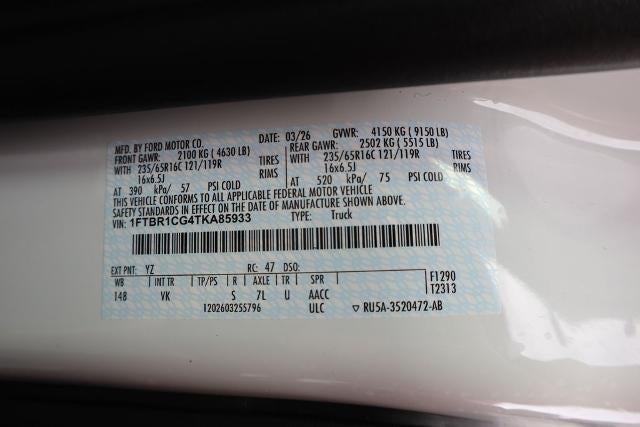 MFD. BY FORD MOTOR CO. DATE: 03/26 GVWR: 4150 KG ( 9150 LB)
FRONT GAWR: 2100 KG ( 4630 LB) REAR GAWR: 2502 KG ( 5515 LB)
WITH 235/65R16C 121/119R TIRES WITH 235/65R16C 121/119R TIRES
16x6.5J RIMS 16x6.5J RIMS
AT 390 kPa/ 57 PSI COLD AT 520 kPa/ 75 PSI COLD
THIS VEHICLE CONFORMS TO ALL APPLICABLE FEDERAL MOTOR VEHICLE
SAFETY STANDARDS IN EFFECT ON THE DATE OF MANUFACTURE SHOWN ABOVE.
VIN: 1FTBR1CG4TKA85933 TYPE: Truck
EXT PNT: YZ RC: 47 DSO:
WB INT TR TP/PS R AXLE TR SPR F1290
148 VK S 7L U AACC T2313
1202603255796 ULC ▽ RU5A-3520472-AB